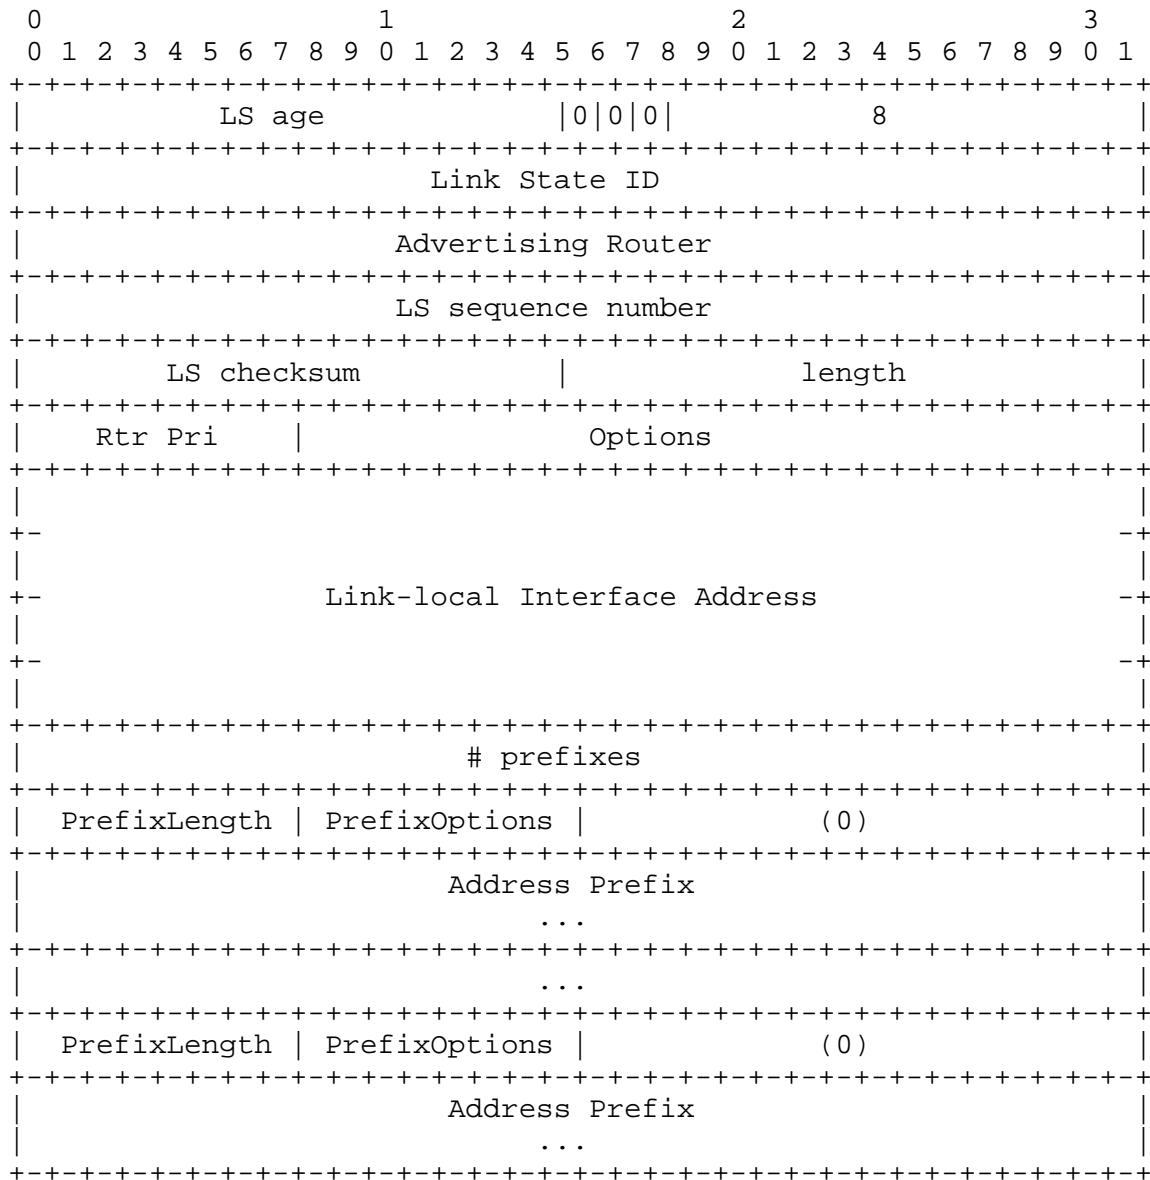 0                   1                   2                   3
 0 1 2 3 4 5 6 7 8 9 0 1 2 3 4 5 6 7 8 9 0 1 2 3 4 5 6 7 8 9 0 1
+-+-+-+-+-+-+-+-+-+-+-+-+-+-+-+-+-+-+-+-+-+-+-+-+-+-+-+-+-+-+-+-+
|           LS age             |0|0|0|           8              |
+-+-+-+-+-+-+-+-+-+-+-+-+-+-+-+-+-+-+-+-+-+-+-+-+-+-+-+-+-+-+-+-+
|                       Link State ID                           |
+-+-+-+-+-+-+-+-+-+-+-+-+-+-+-+-+-+-+-+-+-+-+-+-+-+-+-+-+-+-+-+-+
|                     Advertising Router                        |
+-+-+-+-+-+-+-+-+-+-+-+-+-+-+-+-+-+-+-+-+-+-+-+-+-+-+-+-+-+-+-+-+
|                     LS sequence number                        |
+-+-+-+-+-+-+-+-+-+-+-+-+-+-+-+-+-+-+-+-+-+-+-+-+-+-+-+-+-+-+-+-+
|        LS checksum           |             length             |
+-+-+-+-+-+-+-+-+-+-+-+-+-+-+-+-+-+-+-+-+-+-+-+-+-+-+-+-+-+-+-+-+
|    Rtr Pri    |                Options                        |
+-+-+-+-+-+-+-+-+-+-+-+-+-+-+-+-+-+-+-+-+-+-+-+-+-+-+-+-+-+-+-+-+
|                                                               |
+-                                                             -+
|                                                               |
+-                Link-local Interface Address                 -+
|                                                               |
+-                                                             -+
|                                                               |
+-+-+-+-+-+-+-+-+-+-+-+-+-+-+-+-+-+-+-+-+-+-+-+-+-+-+-+-+-+-+-+-+
|                         # prefixes                            |
+-+-+-+-+-+-+-+-+-+-+-+-+-+-+-+-+-+-+-+-+-+-+-+-+-+-+-+-+-+-+-+-+
|  PrefixLength | PrefixOptions |             (0)               |
+-+-+-+-+-+-+-+-+-+-+-+-+-+-+-+-+-+-+-+-+-+-+-+-+-+-+-+-+-+-+-+-+
|                        Address Prefix                         |
|                             ...                               |
+-+-+-+-+-+-+-+-+-+-+-+-+-+-+-+-+-+-+-+-+-+-+-+-+-+-+-+-+-+-+-+-+
|                             ...                               |
+-+-+-+-+-+-+-+-+-+-+-+-+-+-+-+-+-+-+-+-+-+-+-+-+-+-+-+-+-+-+-+-+
|  PrefixLength | PrefixOptions |             (0)               |
+-+-+-+-+-+-+-+-+-+-+-+-+-+-+-+-+-+-+-+-+-+-+-+-+-+-+-+-+-+-+-+-+
|                        Address Prefix                         |
|                             ...                               |
+-+-+-+-+-+-+-+-+-+-+-+-+-+-+-+-+-+-+-+-+-+-+-+-+-+-+-+-+-+-+-+-+